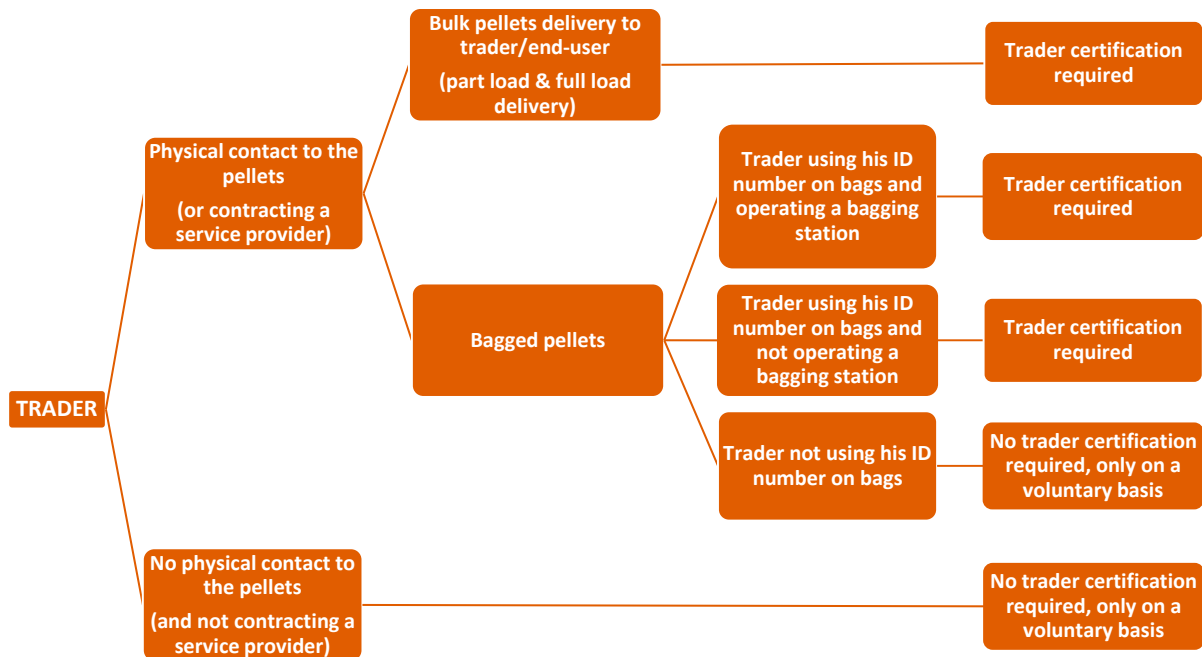 Bulk pellets delivery to
trader/end-user
(part load & full load
delivery)
Trader certification
required
Physical contact to the
pellets
(or contracting a
service provider)
Trader using his ID
number on bags and
operating a bagging
station
Trader certification
required
Bagged pellets
Trader using his ID
number on bags and
not operating a
bagging station
Trader certification
required
TRADER
Trader not using his ID
number on bags
No trader certification
required, only on a
voluntary basis
No physical contact to
the pellets
(and not contracting a
service provider)
No trader certification
required, only on a
voluntary basis